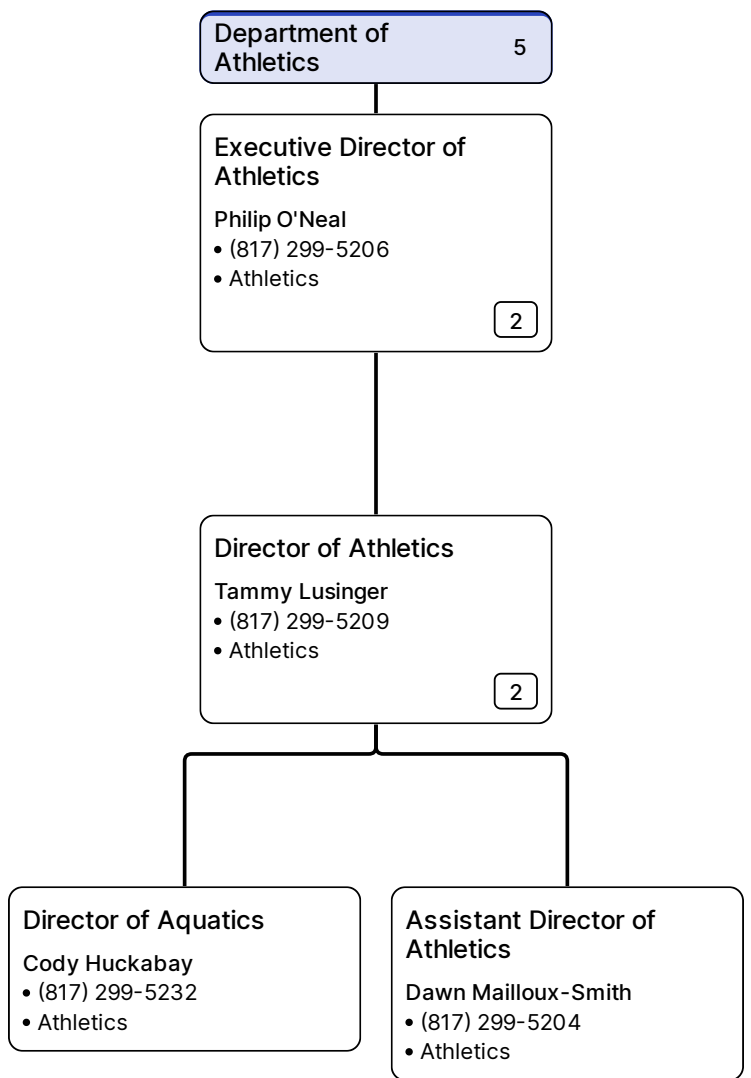 Department of
Athletics
5
Executive Director of
Athletics
Philip O'Neal
• (817) 299-5206
• Athletics
2
Director of Athletics
Tammy Lusinger
• (817) 299-5209
• Athletics
2
Director of Aquatics
Cody Huckabay
• (817) 299-5232
• Athletics
Assistant Director of
Athletics
Dawn Mailloux-Smith
• (817) 299-5204
• Athletics